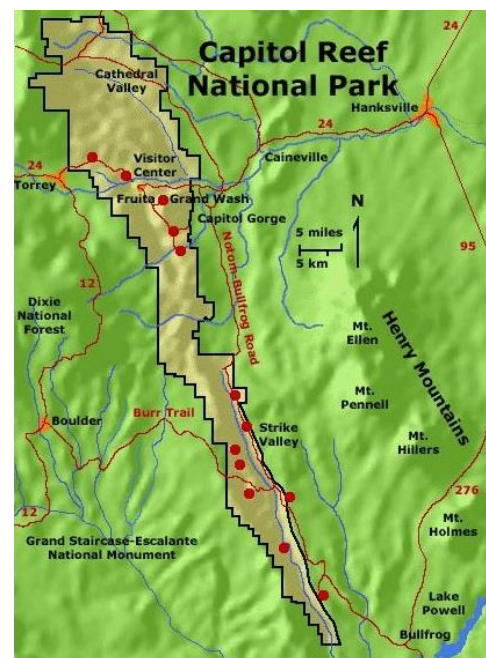 Capitol Reef
National Park
24
Cathedral
Valley
Hanksville
24
Caineville
24
Torrey
Visitor
Center
Fruita
Grand Wash
Capitol Gorge
N
5 miles
5 km
95
Notom-Bullfrog Road
12
Dixie
National
Forest
Mt.
Ellen
Henry Mountains
Mt.
Pennell
Boulder
Burr Trail
Strike
Valley
Mt.
Hillers
276
12
Mt.
Holmes
Grand Staircase-Escalante
National Monument
Lake
Powell
Bullfrog